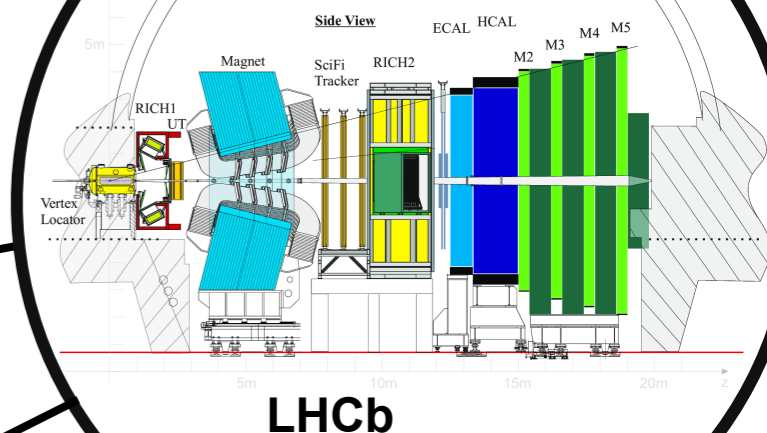 Side View
5m
Magnet
SciFi
Tracker
RICH2
ECAL
HCAL
M2
M3
M4
M5
RICH1
UT
Vertex
Locator
5m
10m
15m
20m
z
LHCb